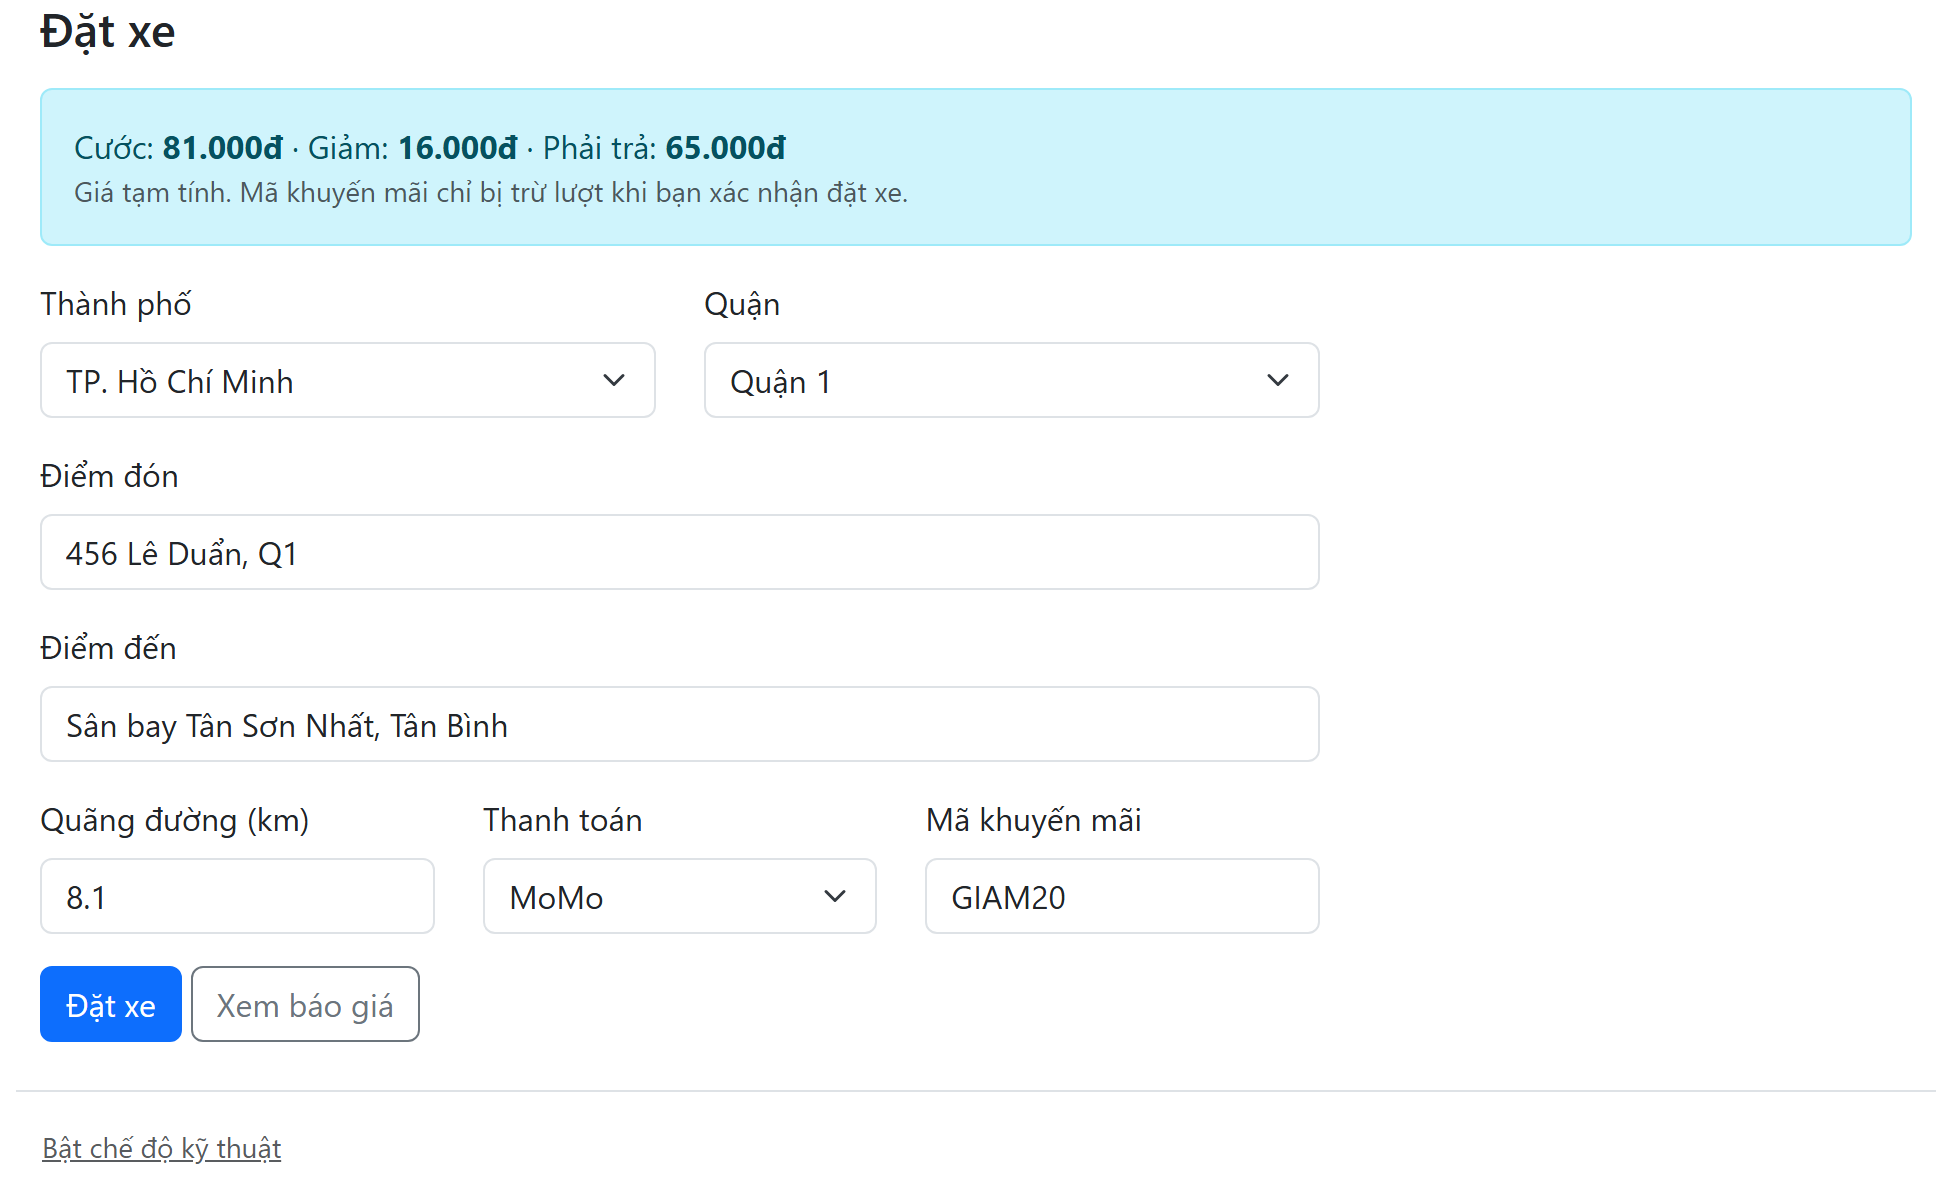 Đặt xe
Cước: 81.000đ · Giảm: 16.000đ · Phải trả: 65.000đ
Giá tạm tính. Mã khuyến mãi chỉ bị trừ lượt khi bạn xác nhận đặt xe.
Thành phố
Quận
TP. Hồ Chí Minh
Quận 1
Điểm đón
456 Lê Duẩn, Q1
Điểm đến
Sân bay Tân Sơn Nhất, Tân Bình
Quãng đường (km)
Thanh toán
Mã khuyến mãi
8.1
MoMo
GIAM20
Đặt xe
Xem báo giá
Bật chế độ kỹ thuật